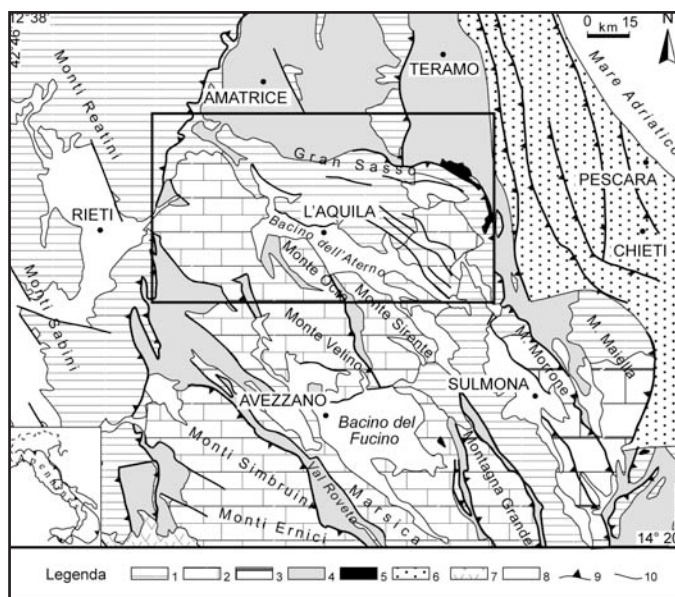 12°38'
42°46'
0 15
km
N
Mare Adriatico
TERAMO
AMATRICE
Monti Reatini
Gran Sasso
PESCARA
RIETI
L'AQUILA
CHIETI
Bacino dell'Aterno
Monte Ocre
Monti Sabini
Monte Sirente
Monte Velino
M. Morrone
M. Maiella
SULMONA
AVEZZANO
Bacino del
Fucino
Monti Simbruini
Val Roveto
Marsica
Montagna Grande
Monti Ernici
14° 20'
Legenda 1 2 3 4 5 6 7 8 9 10